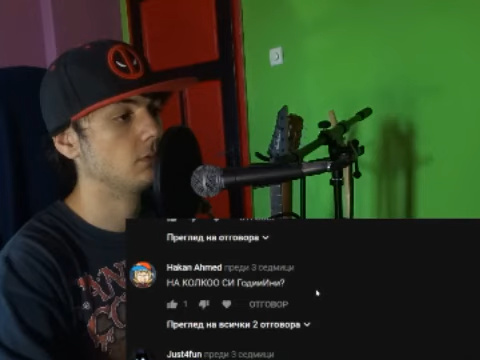 Преглед на отговора
Hakan Ahmed преди 3 седмици
НА КОЛКОО СИ ГодиииИни?
1 ОТГОВОР
Преглед на всички 2 отговора
Just4fun преди 3 седмици